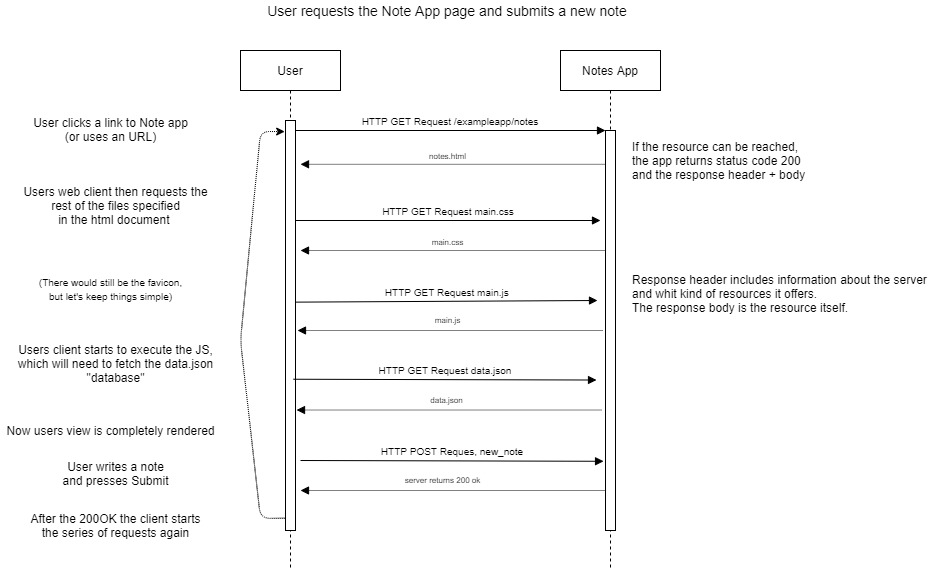 User requests the Note App page and submits a new note
User
Notes App
User clicks a link to Note app
(or uses an URL)
HTTP GET Request /exampleapp/notes
If the resource can be reached,
the app returns status code 200
and the response header + body
notes.html
Users web client then requests the
rest of the files specified
in the html document
HTTP GET Request main.css
main.css
(There would still be the favicon,
but let's keep things simple)
HTTP GET Request main.js
Response header includes information about the server
and whit kind of resources it offers.
The response body is the resource itself.
main.js
Users client starts to execute the JS,
which will need to fetch the data.json
"database"
HTTP GET Request data.json
data.json
Now users view is completely rendered
HTTP POST Reques, new_note
User writes a note
and presses Submit
server returns 200 ok
After the 200OK the client starts
the series of requests again